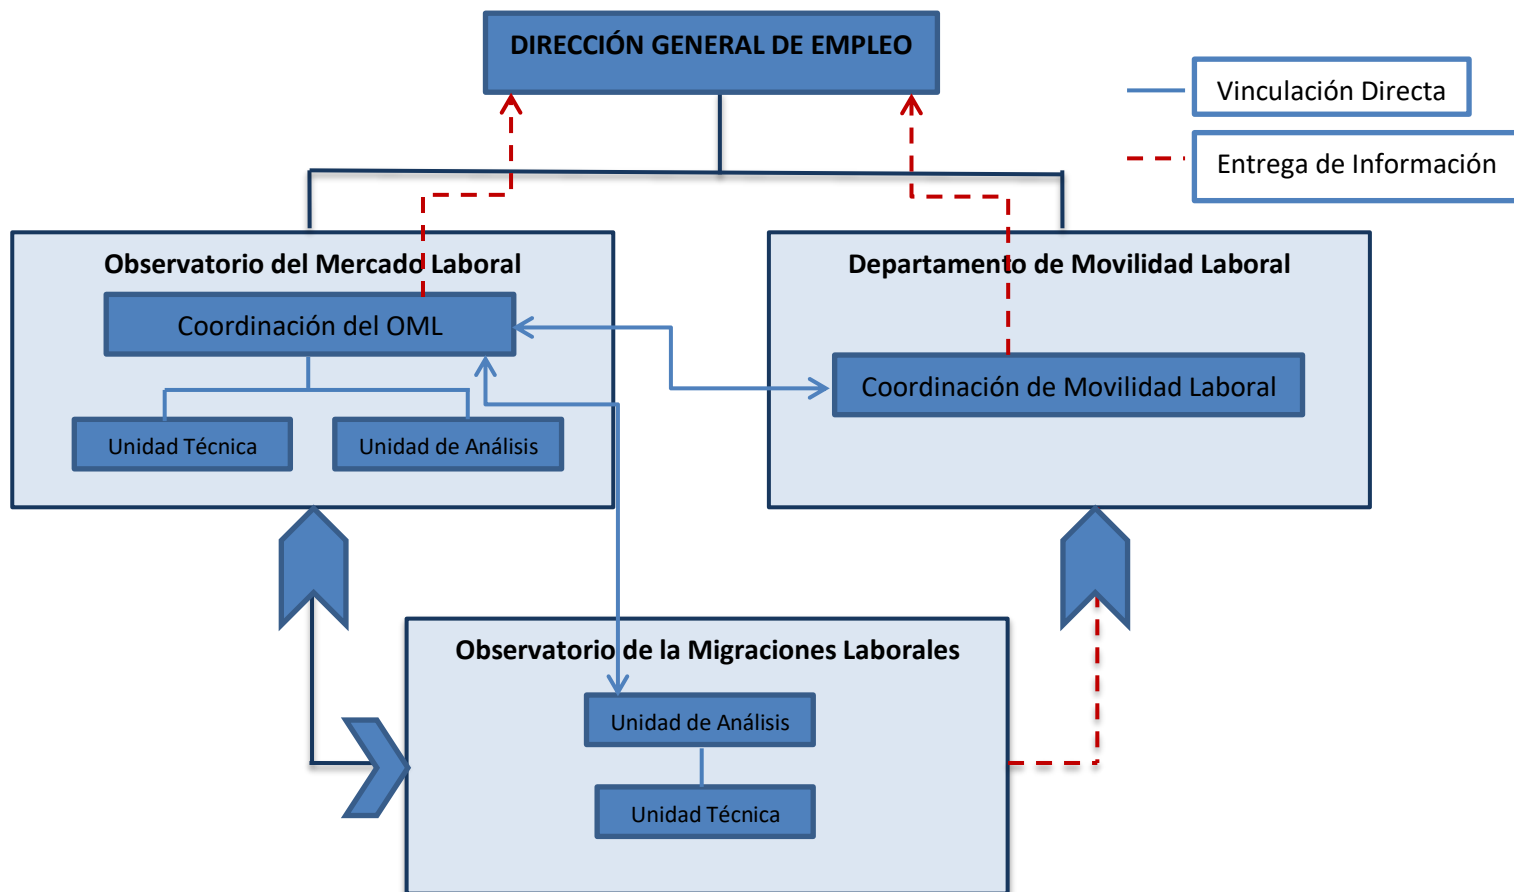 DIRECCIÓN GENERAL DE EMPLEO
Vinculación Directa
Entrega de Información
Observatorio del Mercado Laboral
Coordinación del OML
Unidad Técnica
Unidad de Análisis
Departamento de Movilidad Laboral
Coordinación de Movilidad Laboral
Observatorio de la Migraciones Laborales
Unidad de Análisis
Unidad Técnica